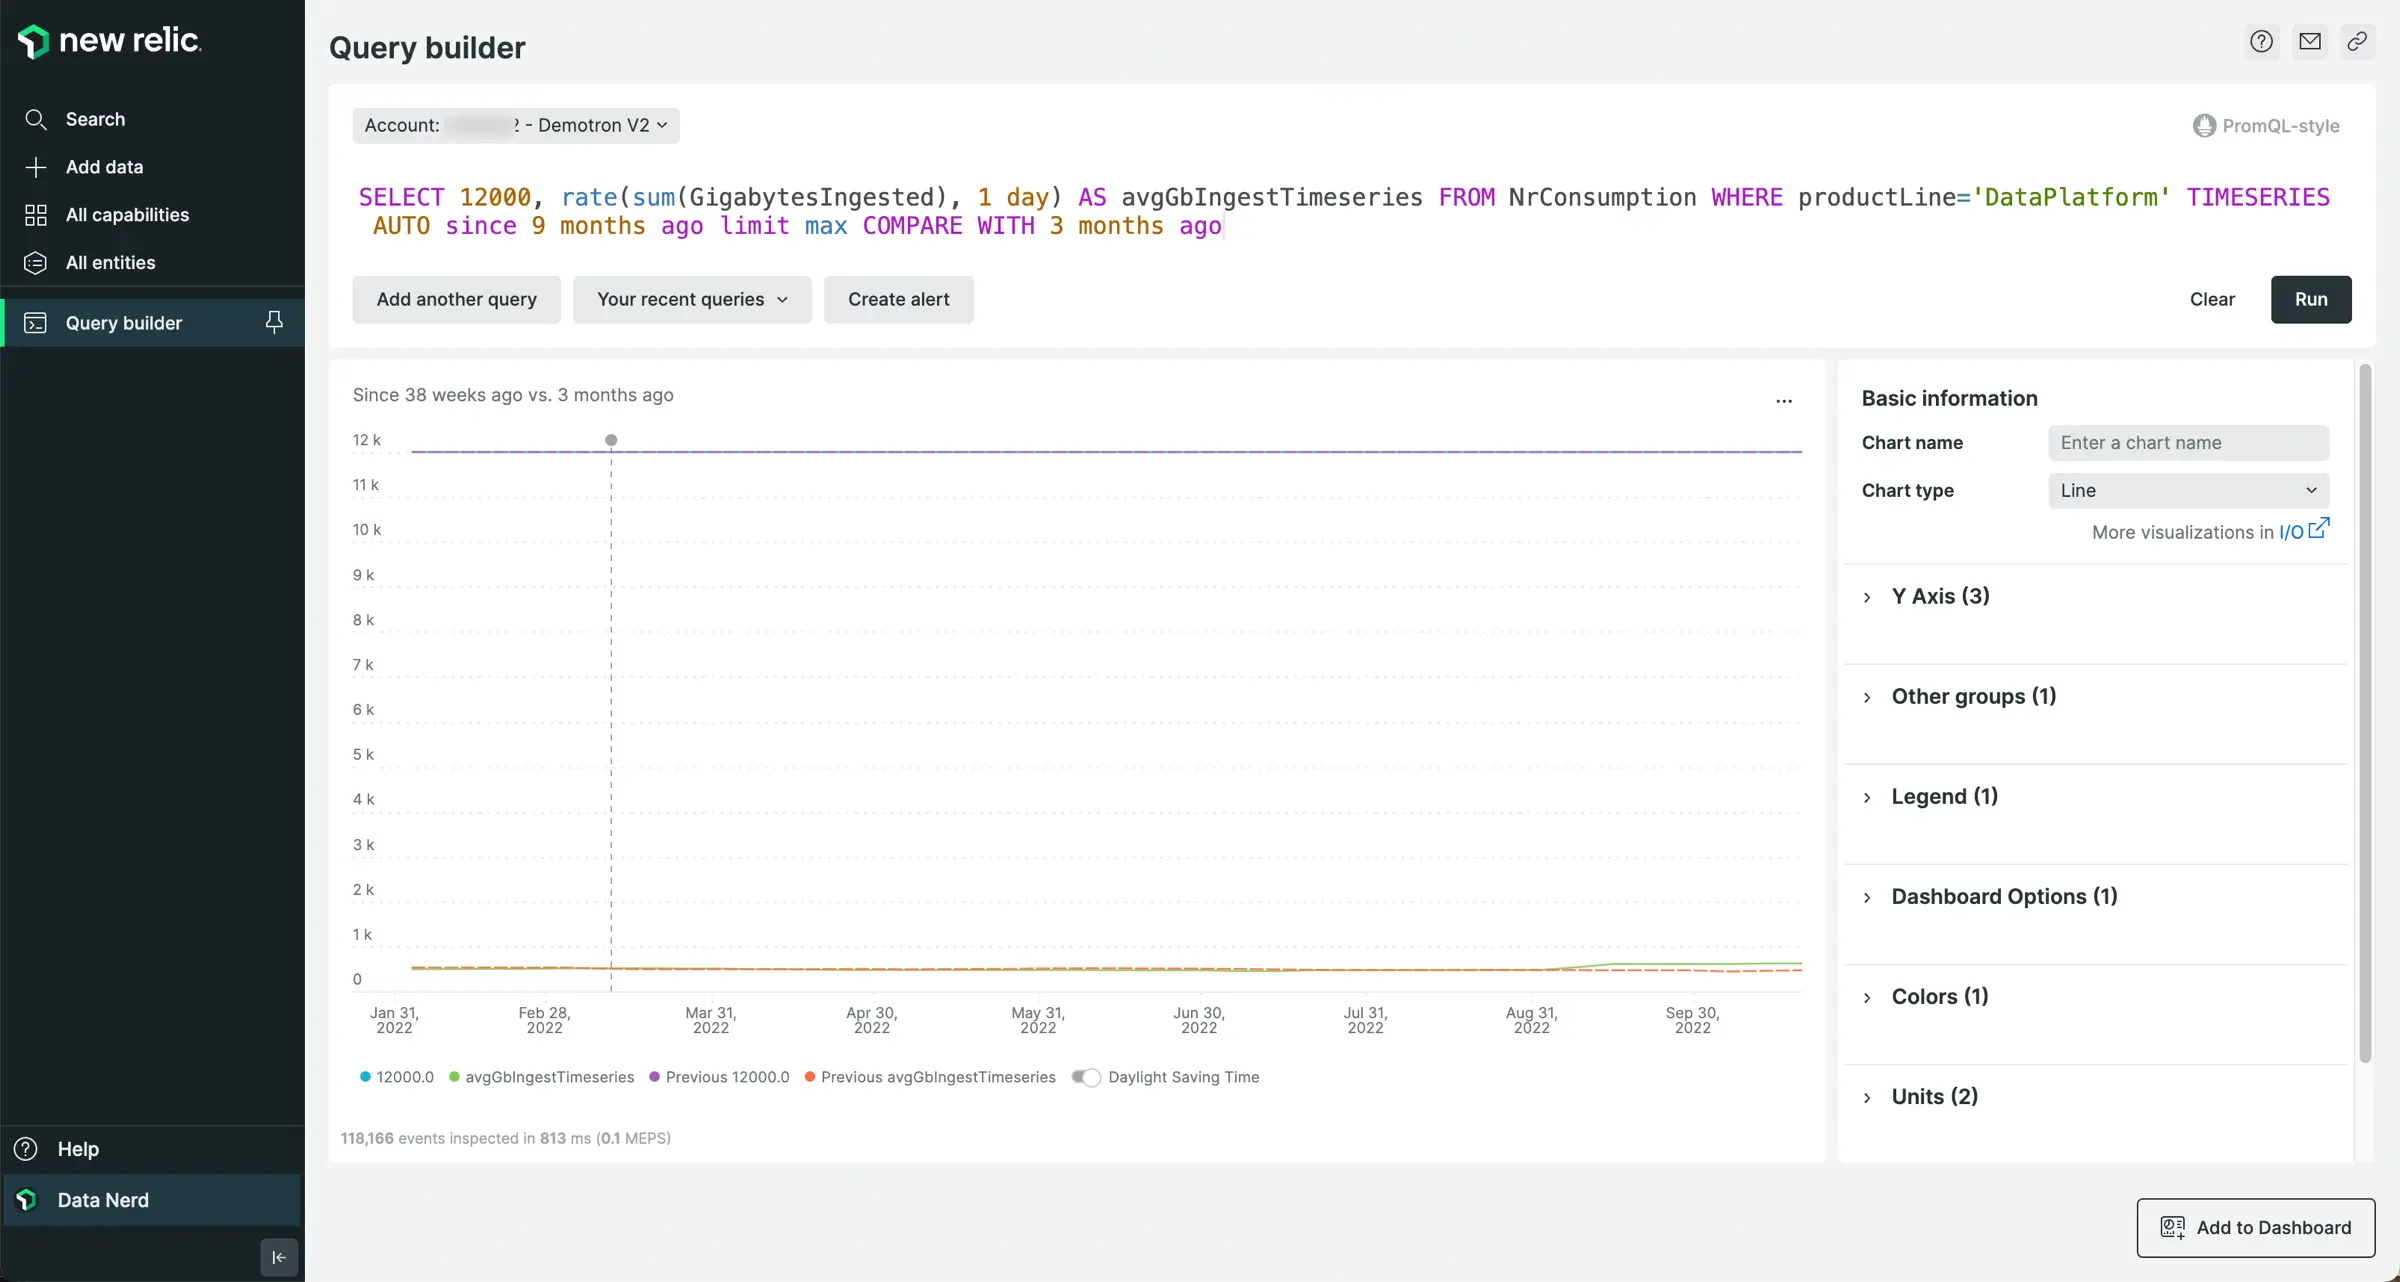 new relic.
Search
Add data
All capabilities
All entities
Query builder
Help
Data Nerd
Query builder
Account: 2 - Demotron V2
PromQL-style
SELECT 12000, rate(sum(GigabytesIngested), 1 day) AS avgGbIngestTimeseries FROM NrConsumption WHERE productLine='DataPlatform' TIMESERIES
AUTO since 9 months ago limit max COMPARE WITH 3 months ago
Add another query
Your recent queries
Create alert
Clear
Run
Since 38 weeks ago vs. 3 months ago
...
12 k
11 k
10 k
9 k
8 k
7 k
6 k
5 k
4 k
3 k
2 k
1 k
0
Jan 31, 2022
Feb 28, 2022
Mar 31, 2022
Apr 30, 2022
May 31, 2022
Jun 30, 2022
Jul 31, 2022
Aug 31, 2022
Sep 30, 2022
12000.0 avgGbIngestTimeseries Previous 12000.0 Previous avgGbIngestTimeseries Daylight Saving Time
118,166 events inspected in 813 ms (0.1 MEPS)
Basic information
Chart name
Enter a chart name
Chart type
Line
More visualizations in I/O
Y Axis (3)
Other groups (1)
Legend (1)
Dashboard Options (1)
Colors (1)
Units (2)
Add to Dashboard